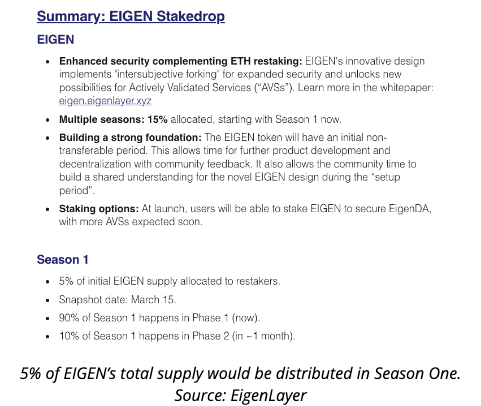 Summary: EIGEN Stakedrop
EIGEN
• Enhanced security complementing ETH restaking: EIGEN's innovative design
implements "intersubjective forking" for expanded security and unlocks new
possibilities for Actively Validated Services ("AVSs"). Learn more in the whitepaper:
eigen.eigenlayer.xyz
• Multiple seasons: 15% allocated, starting with Season 1 now.
• Building a strong foundation: The EIGEN token will have an initial non-
transferable period. This allows time for further product development and
decentralization with community feedback. It also allows the community time to
build a shared understanding for the novel EIGEN design during the "setup
period".
• Staking options: At launch, users will be able to stake EIGEN to secure EigenDA,
with more AVSs expected soon.
Season 1
• 5% of initial EIGEN supply allocated to restakers.
• Snapshot date: March 15.
• 90% of Season 1 happens in Phase 1 (now).
• 10% of Season 1 happens in Phase 2 (in ~1 month).
5% of EIGEN's total supply would be distributed in Season One.
Source: EigenLayer